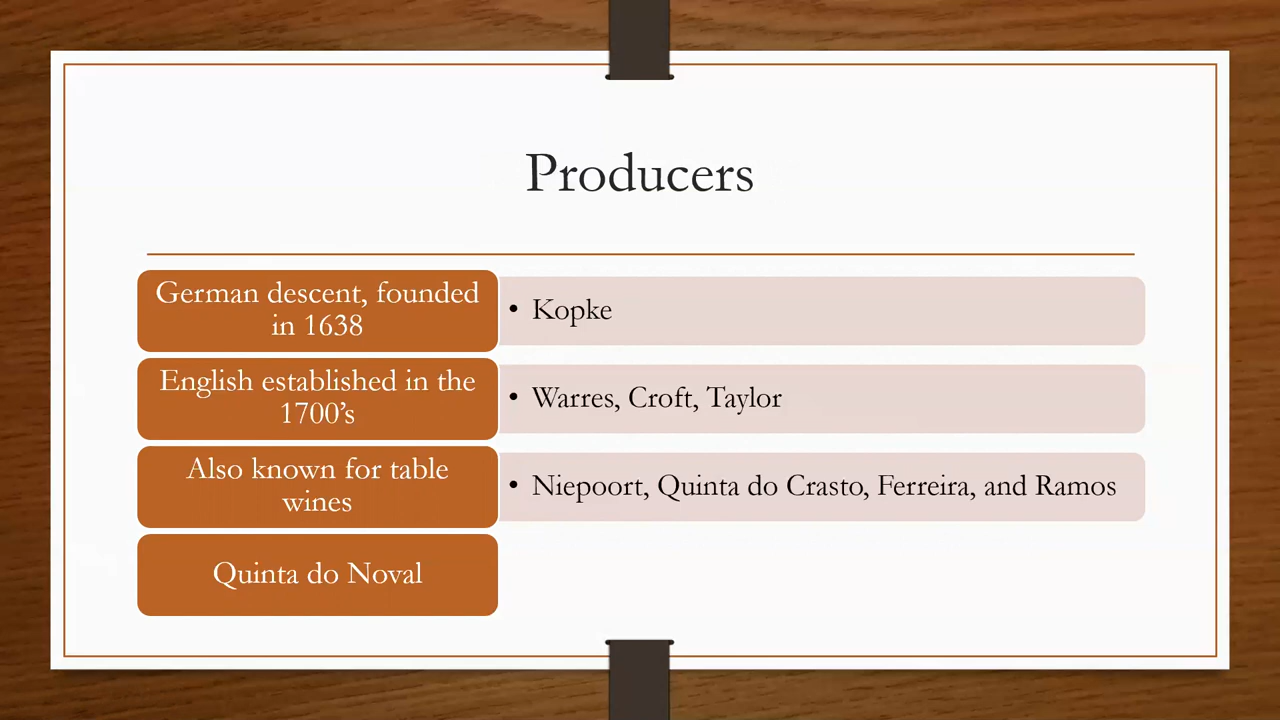 Producers
German descent, founded
in 1638
• Kopke
English established in the
1700’s
• Warres, Croft, Taylor
Also known for table
wines
• Niepoort, Quinta do Crasto, Ferreira, and Ramos
Quinta do Noval